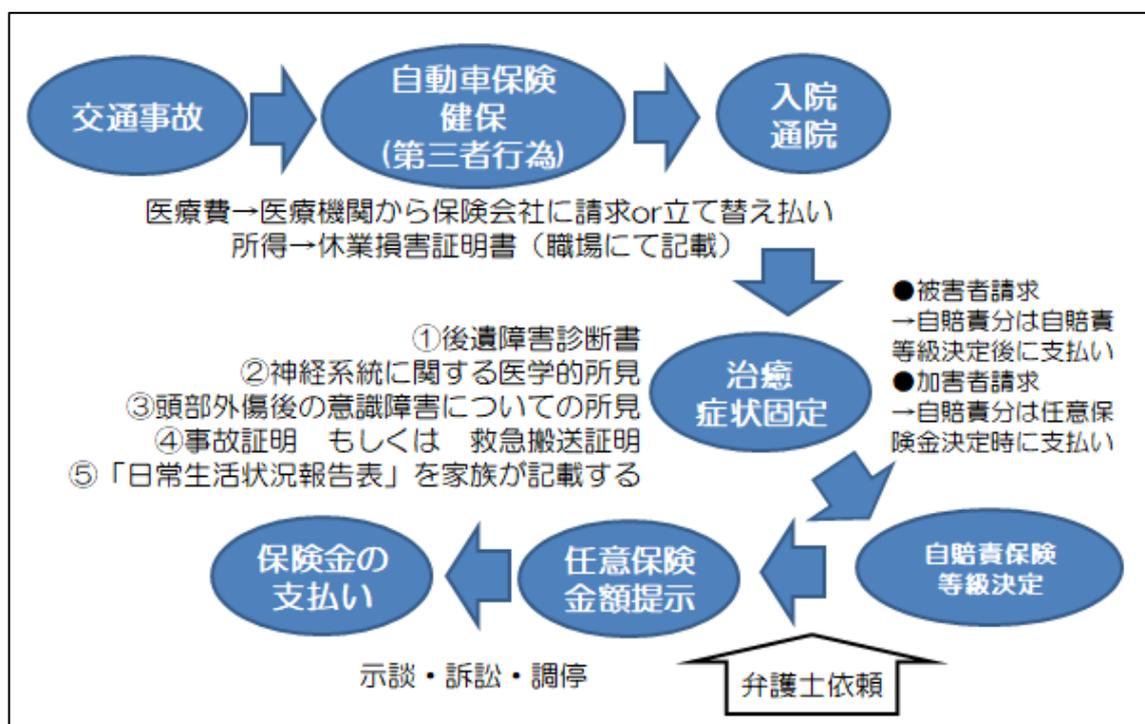 交通事故
自動車保険
健保
(第三者行為)
入院
通院
医療費→医療機関から保険会社に請求or立て替え払い
所得→休業損害証明書（職場にて記載）
①後遺障害診断書
②神経系統に関する医学的所見
③頭部外傷後の意識障害についての所見
④事故証明　もしくは　救急搬送証明
⑤「日常生活状況報告表」を家族が記載する
治癒
症状固定
●被害者請求
→自賠責分は自賠責
等級決定後に支払い
●加害者請求
→自賠責分は任意保
険金決定時に支払い
自賠責保険
等級決定
任意保険
金額提示
保険金の
支払い
示談・訴訟・調停
弁護士依頼